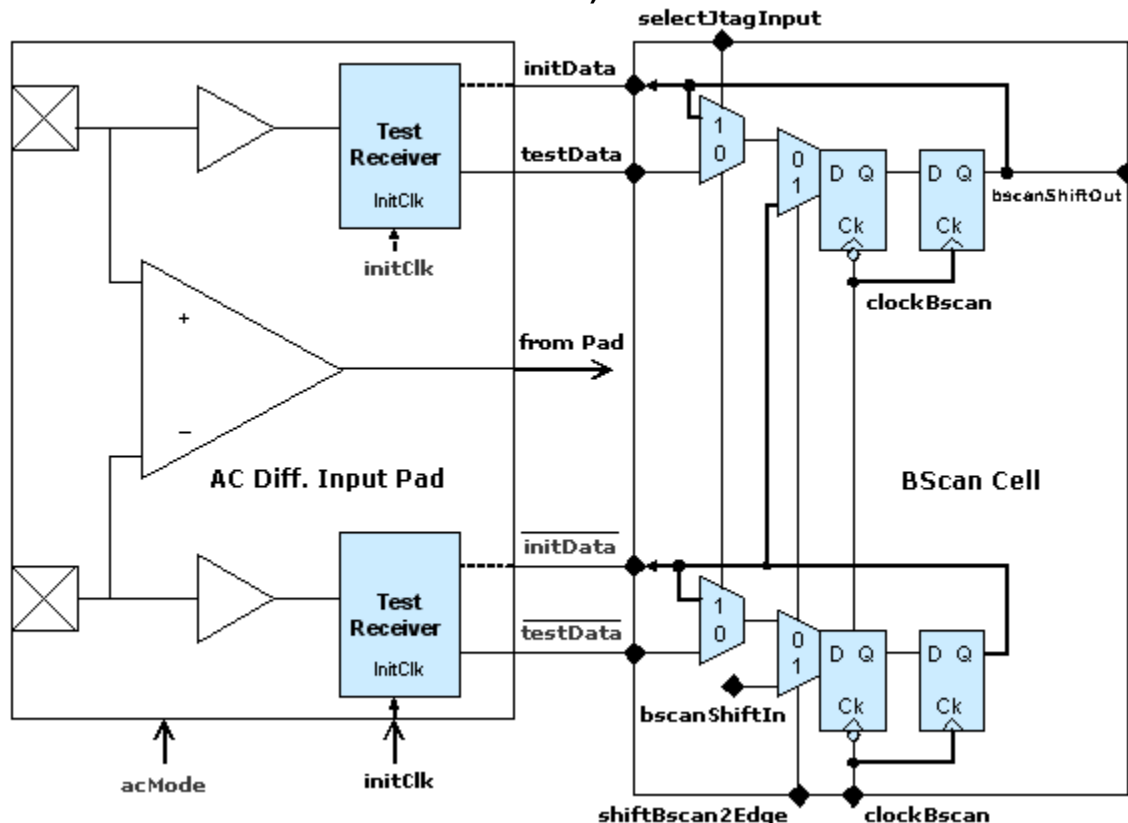 selectJtagInput
initData
Test
Receiver
InitClk
testData
initClk
1
0
0
1
D Q
Ck
D Q
Ck
bscanShiftOut
clockBscan
+
−
from Pad
AC Diff. Input Pad
BScan Cell
initData
Test
Receiver
InitClk
testData
1
0
0
1
D Q
Ck
D Q
Ck
bscanShiftIn
acMode
initClk
shiftBscan2Edge
clockBscan